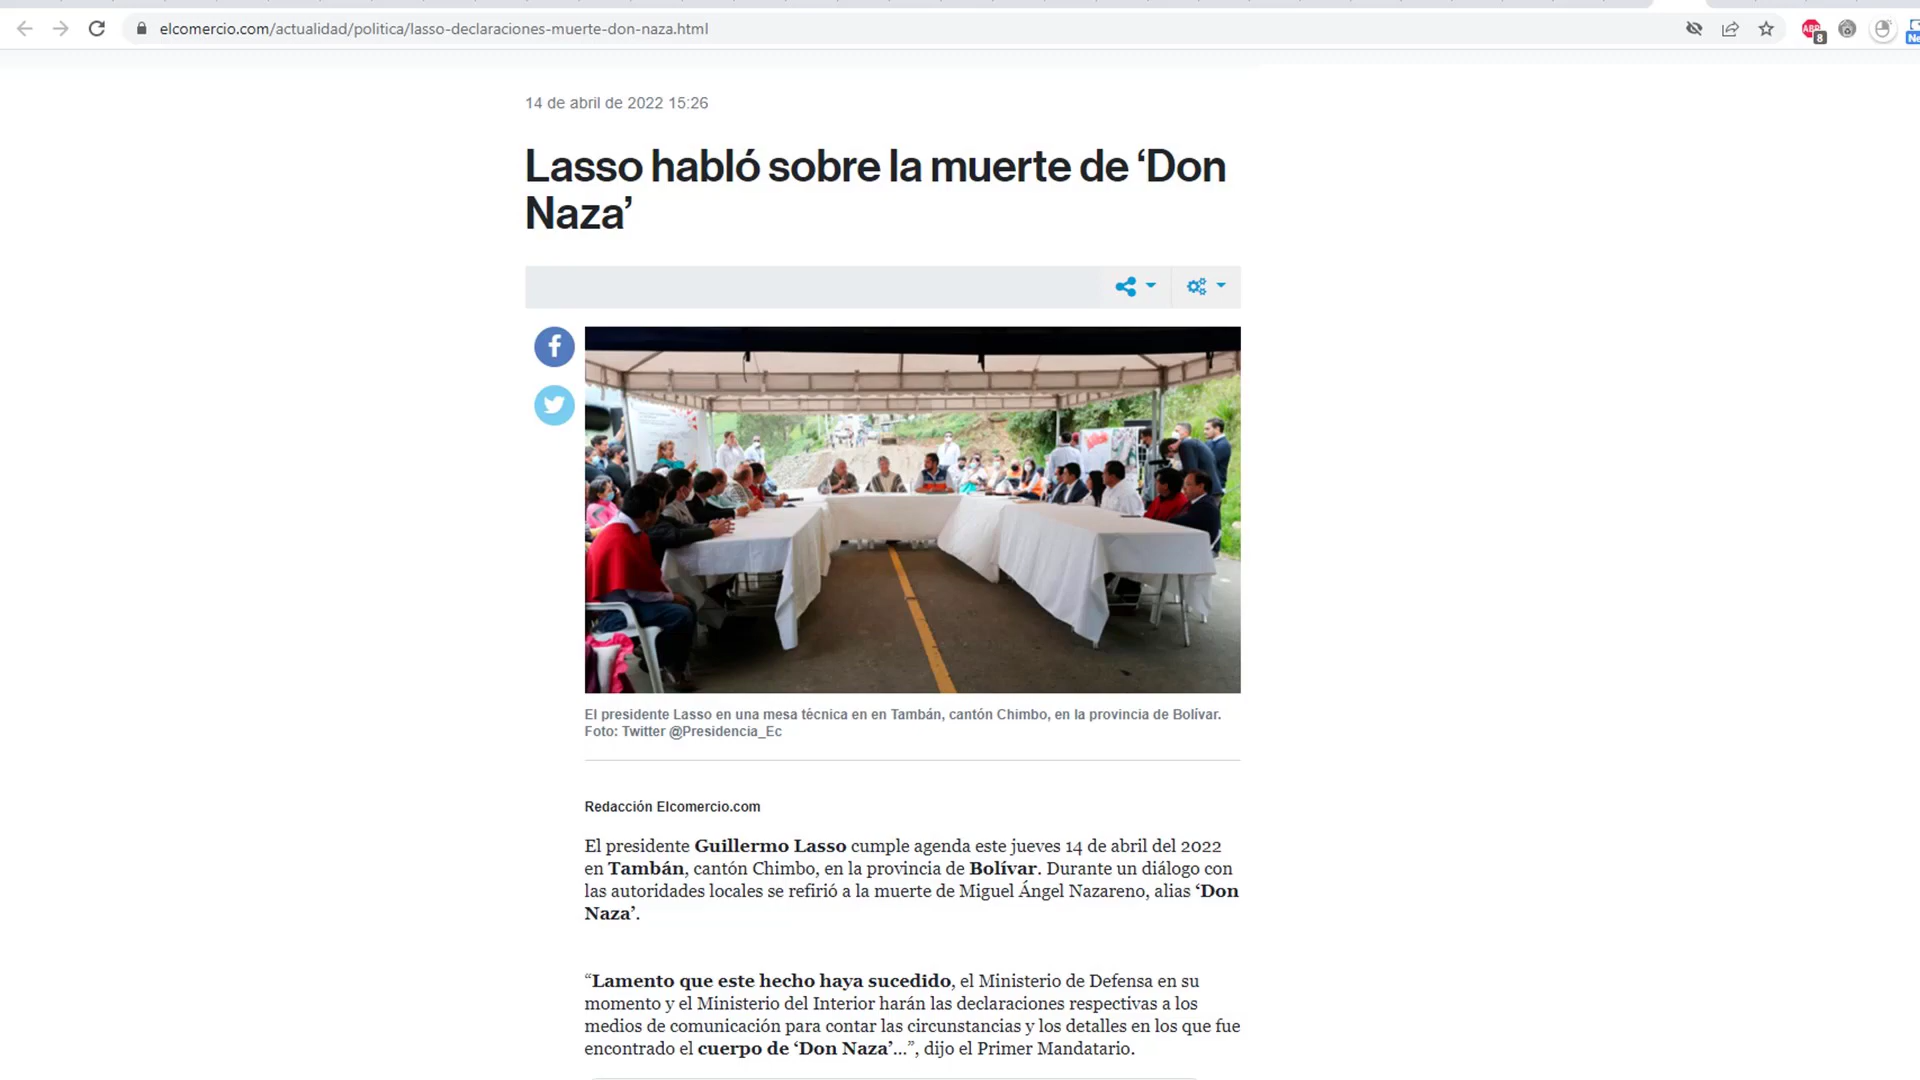 elcomercio.com/actualidad/politica/lasso-declaraciones-muerte-don-naza.html
8
14 de abril de 2022 15:26
Lasso habló sobre la muerte de ‘Don
Naza’
El presidente Lasso en una mesa técnica en en Tambán, cantón Chimbo, en la provincia de Bolívar.
Foto: Twitter @Presidencia_Ec
Redacción Elcomercio.com
El presidente Guillermo Lasso cumple agenda este jueves 14 de abril del 2022
en Tambán, cantón Chimbo, en la provincia de Bolívar. Durante un diálogo con
las autoridades locales se refirió a la muerte de Miguel Ángel Nazareno, alias ‘Don
Naza’.
“Lamento que este hecho haya sucedido, el Ministerio de Defensa en su
momento y el Ministerio del Interior harán las declaraciones respectivas a los
medios de comunicación para contar las circunstancias y los detalles en los que fue
encontrado el cuerpo de ‘Don Naza’...”, dijo el Primer Mandatario.